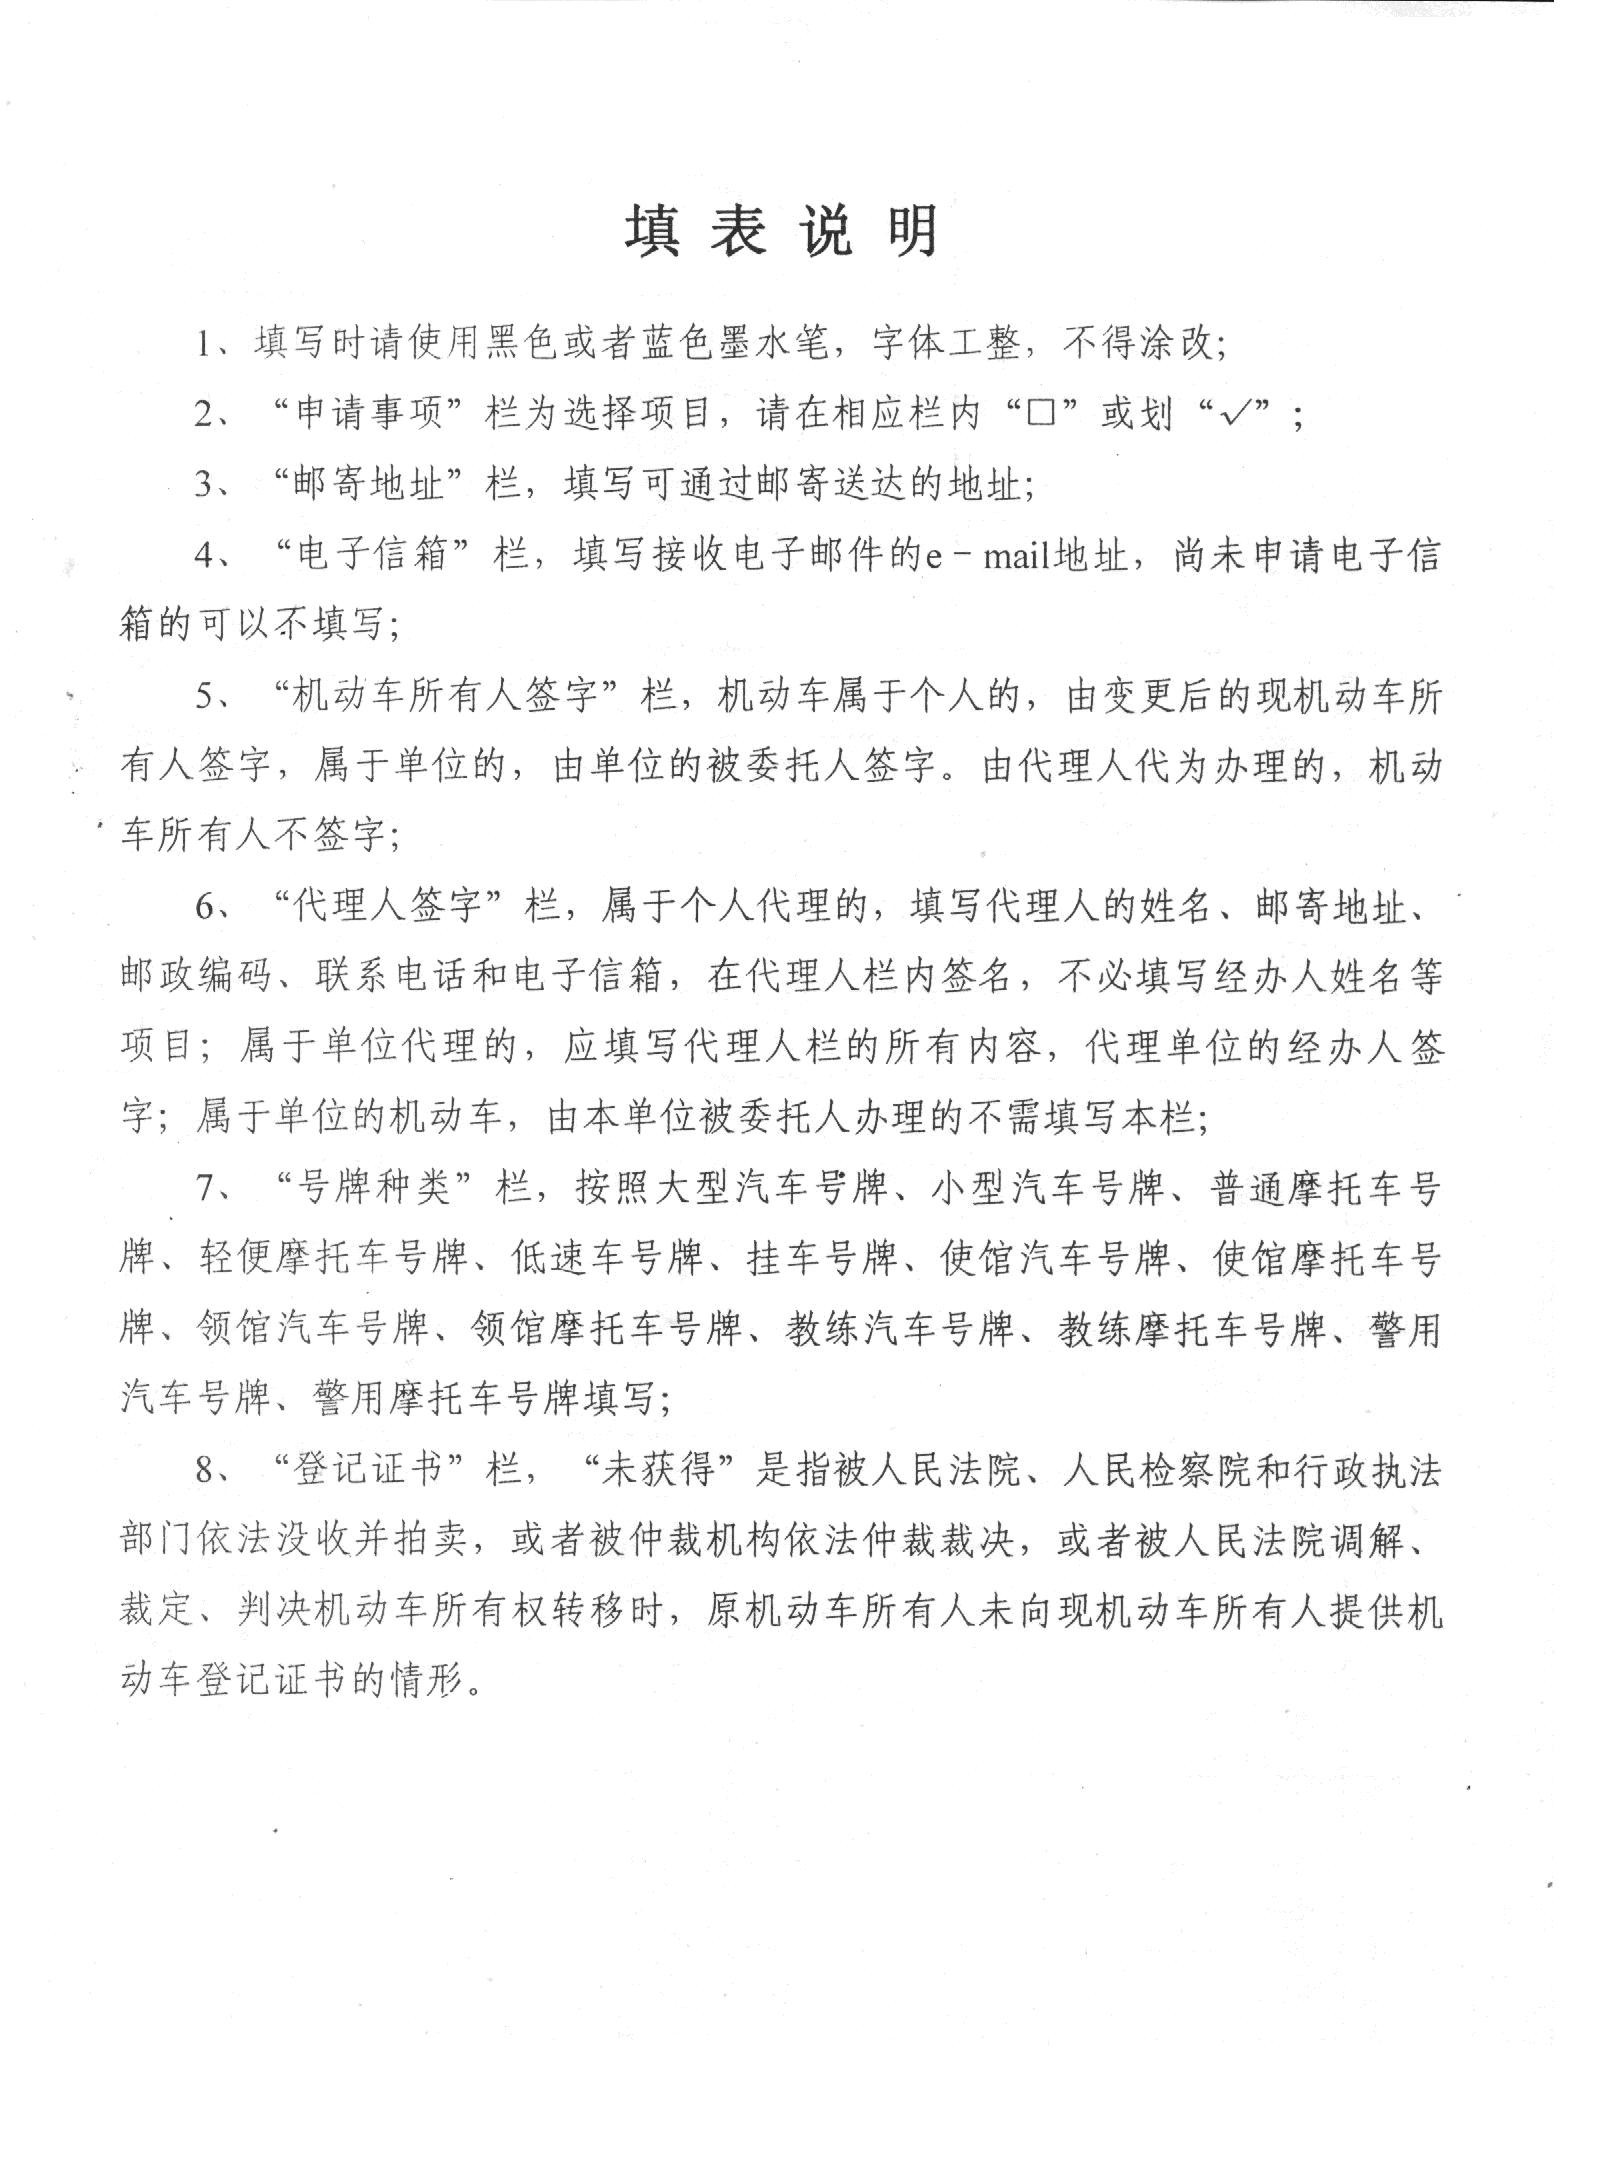 填表说明
1、填写时请使用黑色或者蓝色墨水笔，字体工整，不得涂改；
2、“申请事项”栏为选择项目，请在相应栏内“□”或划“✓”；
3、“邮寄地址”栏，填写可通过邮寄送达的地址；
4、“电子信箱”栏，填写接收电子邮件的e－mail地址，尚未申请电子信
箱的可以不填写；
5、“机动车所有人签字”栏，机动车属于个人的，由变更后的现机动车所
有人签字，属于单位的，由单位的被委托人签字。由代理人代为办理的，机动
车所有人不签字；
6、“代理人签字”栏，属于个人代理的，填写代理人的姓名、邮寄地址、
邮政编码、联系电话和电子信箱，在代理人栏内签名，不必填写经办人姓名等
项目；属于单位代理的，应填写代理人栏的所有内容，代理单位的经办人签
字；属于单位的机动车，由本单位被委托人办理的不需填写本栏；
7、“号牌种类”栏，按照大型汽车号牌、小型汽车号牌、普通摩托车号
牌、轻便摩托车号牌、低速车号牌、挂车号牌、使馆汽车号牌、使馆摩托车号
牌、领馆汽车号牌、领馆摩托车号牌、教练汽车号牌、教练摩托车号牌、警用
汽车号牌、警用摩托车号牌填写；
8、“登记证书”栏，“未获得”是指被人民法院、人民检察院和行政执法
部门依法没收并拍卖，或者被仲裁机构依法仲裁裁决，或者被人民法院调解、
裁定、判决机动车所有权转移时，原机动车所有人未向现机动车所有人提供机
动车登记证书的情形。